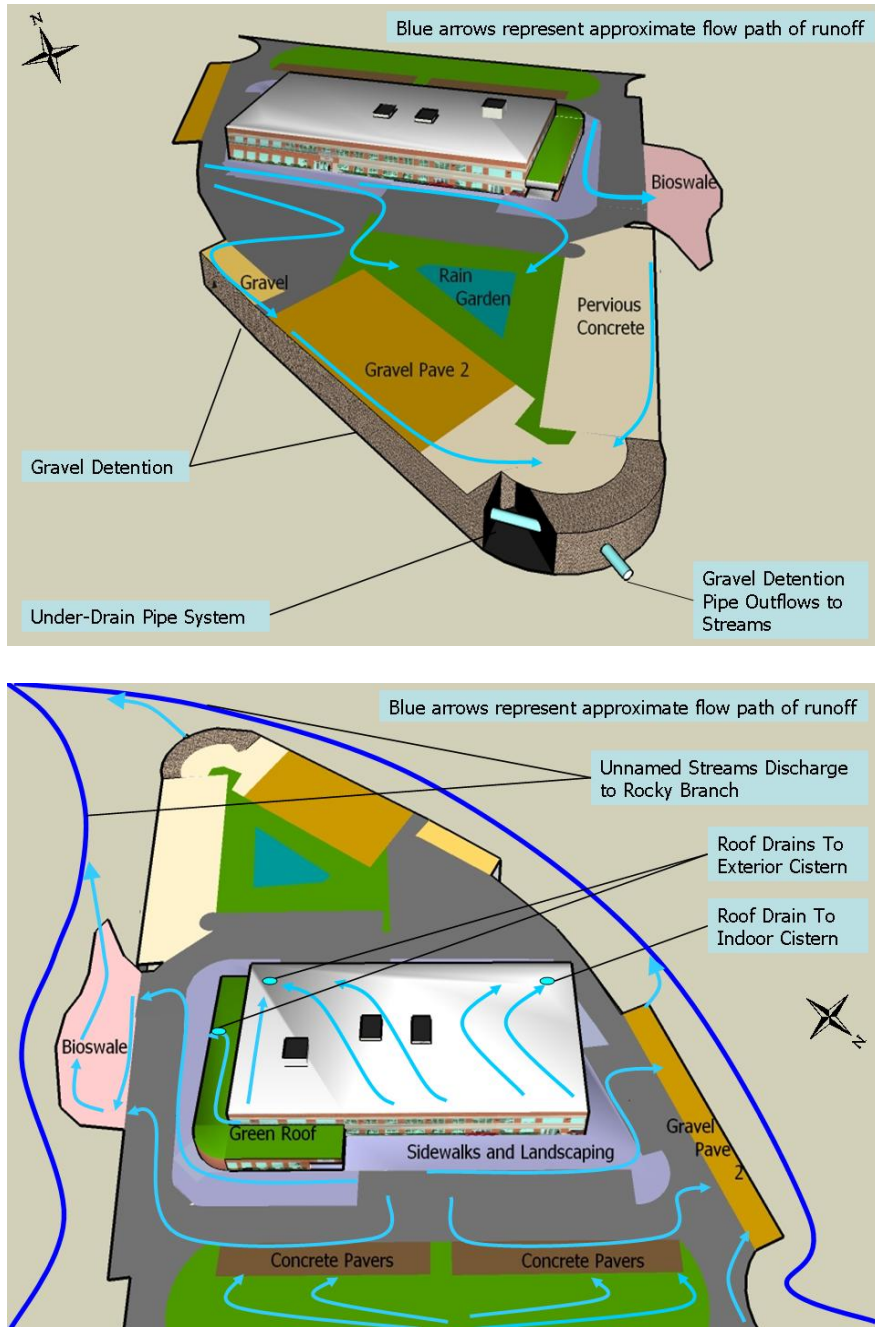 N
Blue arrows represent approximate flow path of runoff
Bioswale
Rain
Garden
Gravel
Pervious
Concrete
Gravel Pave 2
Gravel Detention
Under-Drain Pipe System
Gravel Detention
Pipe Outflows to
Streams
Blue arrows represent approximate flow path of runoff
Unnamed Streams Discharge
to Rocky Branch
Roof Drains To
Exterior Cistern
Roof Drain To
Indoor Cistern
N
Bioswale
Green Roof
Sidewalks and Landscaping
Gravel
Pave
2
Concrete Pavers
Concrete Pavers